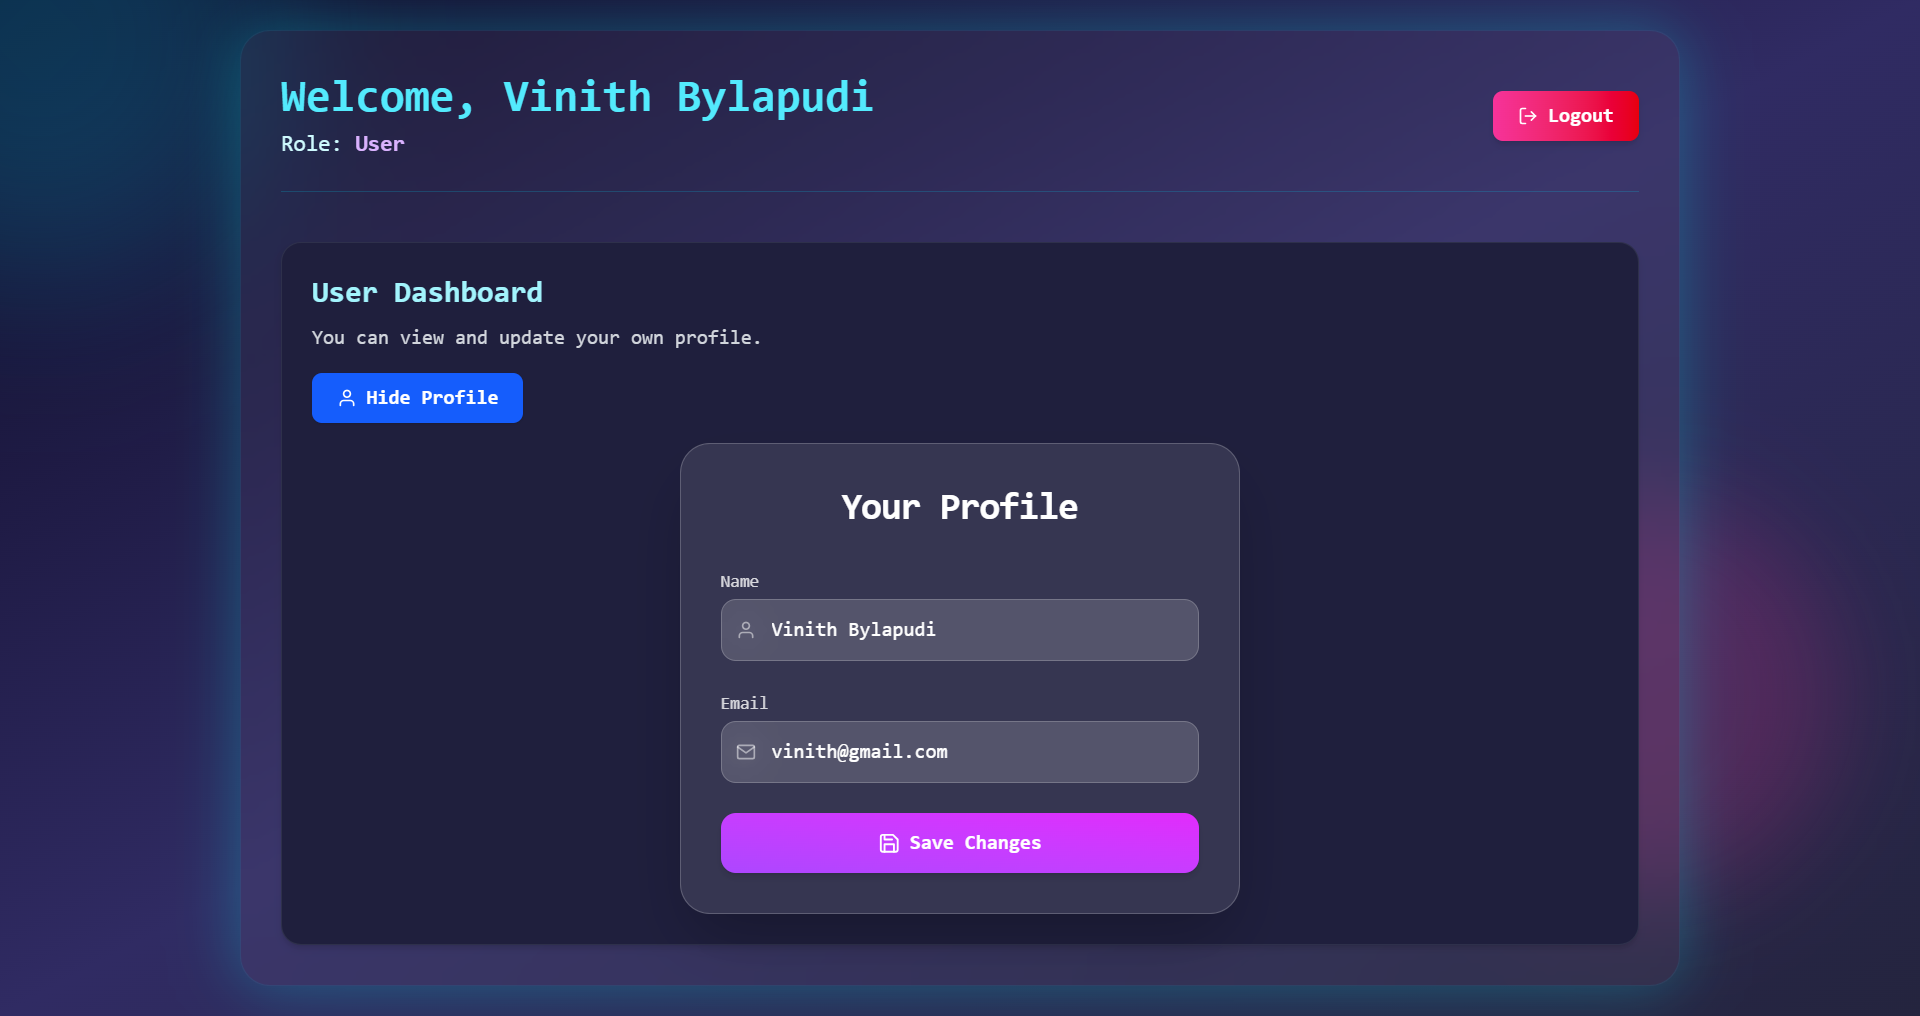 Welcome, Vinith Bylapudi
Role: User
Logout
User Dashboard
You can view and update your own profile.
Hide Profile
Your Profile
Name
Vinith Bylapudi
Email
vinith@gmail.com
Save Changes